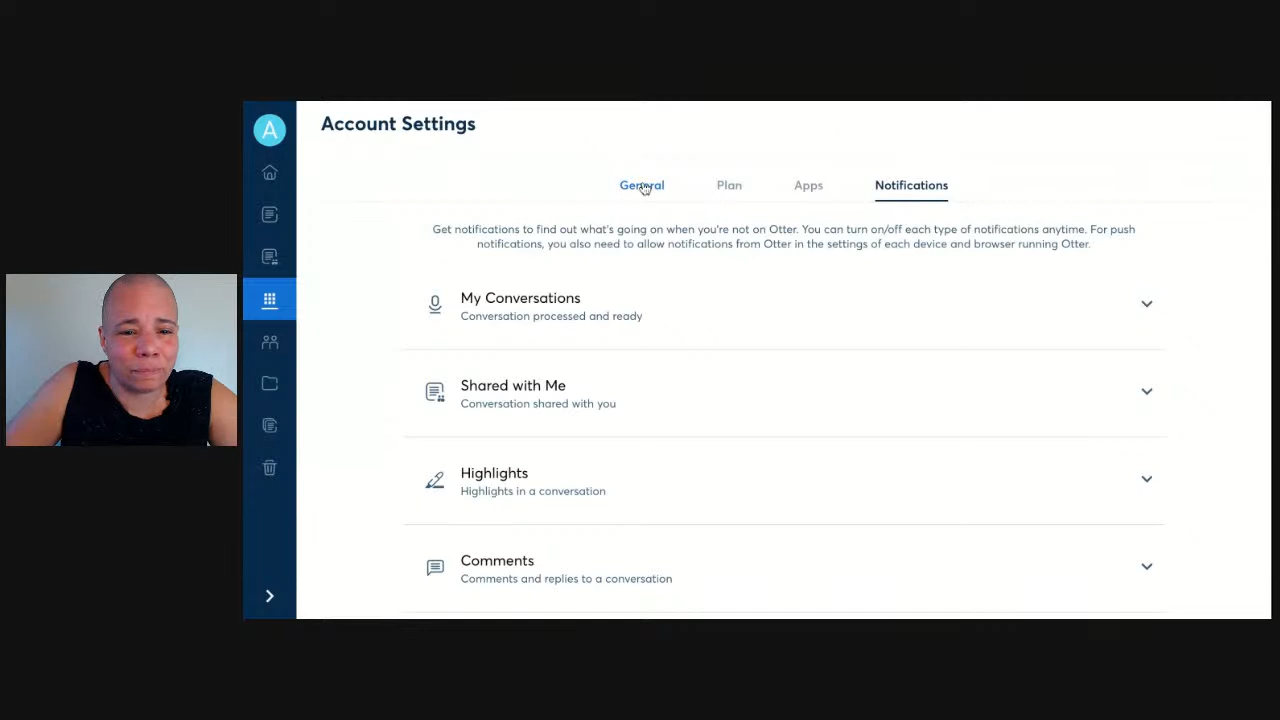 A
Account Settings
General
Plan
Apps
Notifications
Get notifications to find out what's going on when you're not on Otter. You can turn on/off each type of notifications anytime. For push
notifications, you also need to allow notifications from Otter in the settings of each device and browser running Otter.
My Conversations
Conversation processed and ready
Shared with Me
Conversation shared with you
Highlights
Highlights in a conversation
Comments
Comments and replies to a conversation